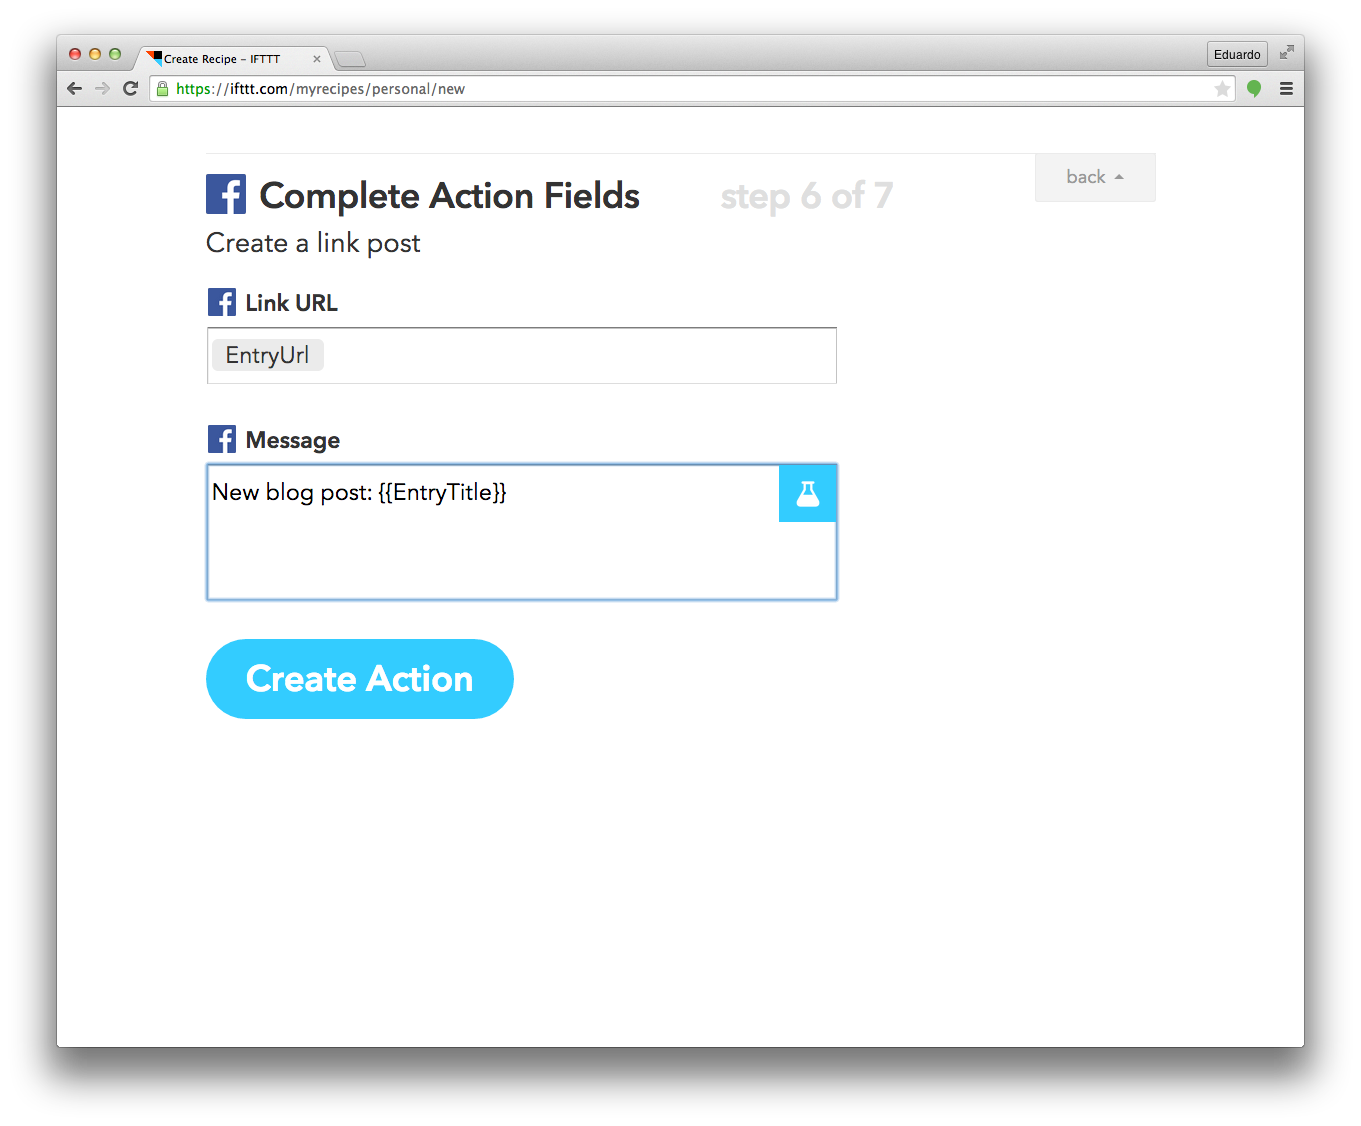 Create Recipe – IFTTT
Eduardo
https://ifttt.com/myrecipes/personal/new
Complete Action Fields
step 6 of 7
back
Create a link post
Link URL
EntryUrl
Message
New blog post: {{EntryTitle}}
Create Action